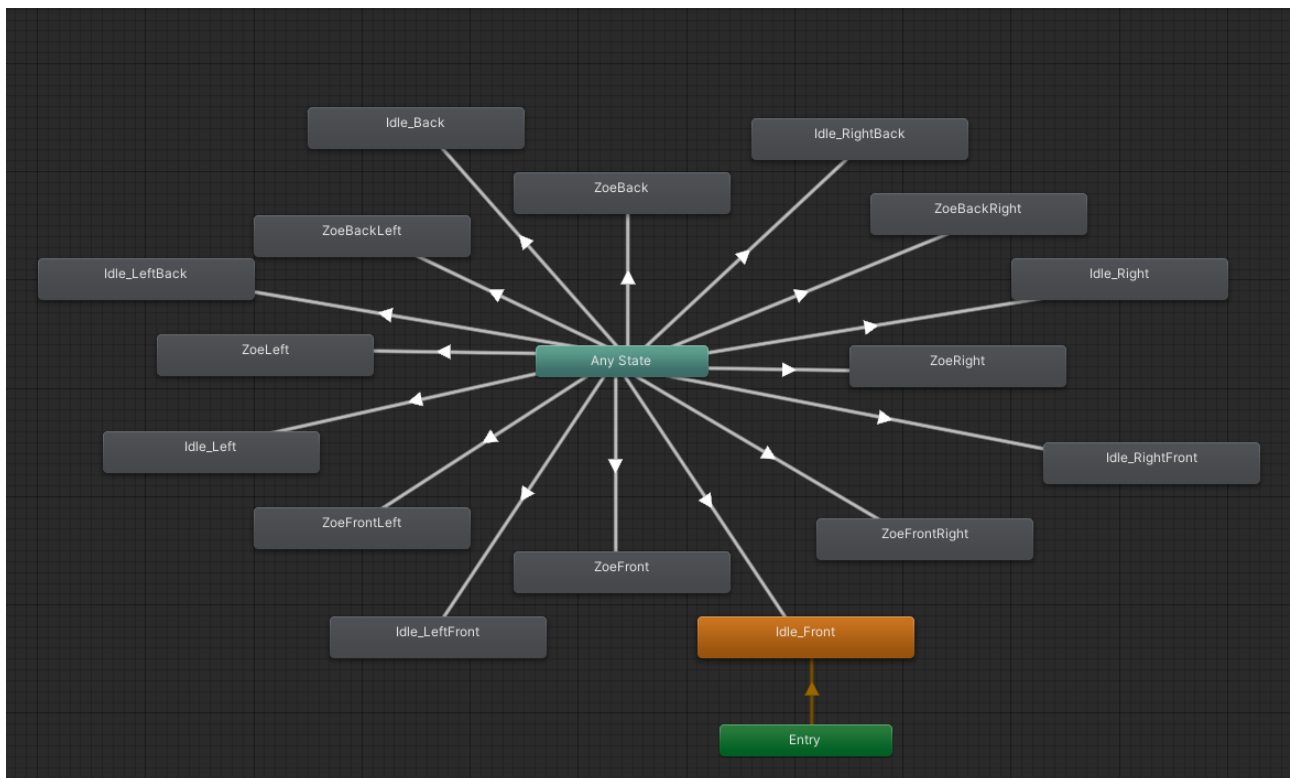 Idle_Back
Idle_RightBack
ZoeBack
ZoeBackRight
ZoeBackLeft
Idle_LeftBack
Idle_Right
ZoeLeft
Any State
ZoeRight
Idle_Left
Idle_RightFront
ZoeFrontLeft
ZoeFrontRight
ZoeFront
Idle_LeftFront
Idle_Front
Entry